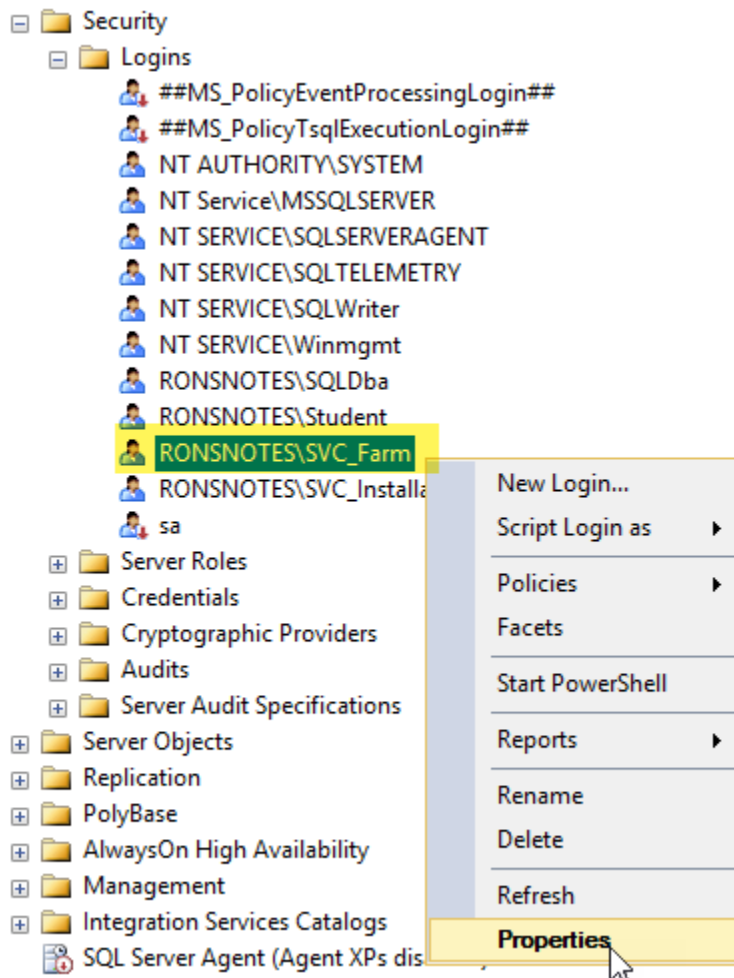 Security
Logins
##MS_PolicyEventProcessingLogin##
##MS_PolicyTsqlExecutionLogin##
NT AUTHORITY\SYSTEM
NT Service\MSSQLSERVER
NT SERVICE\SQLSERVERAGENT
NT SERVICE\SQLTELEMETRY
NT SERVICE\SQLWriter
NT SERVICE\Winmgmt
RONSNOTES\SQLDba
RONSNOTES\Student
RONSNOTES\SVC_Farm
RONSNOTES\SVC_Installa
sa
Server Roles
Credentials
Cryptographic Providers
Audits
Server Audit Specifications
Server Objects
Replication
PolyBase
AlwaysOn High Availability
Management
Integration Services Catalogs
SQL Server Agent (Agent XPs dis
New Login...
Script Login as
Policies
Facets
Start PowerShell
Reports
Rename
Delete
Refresh
Properties